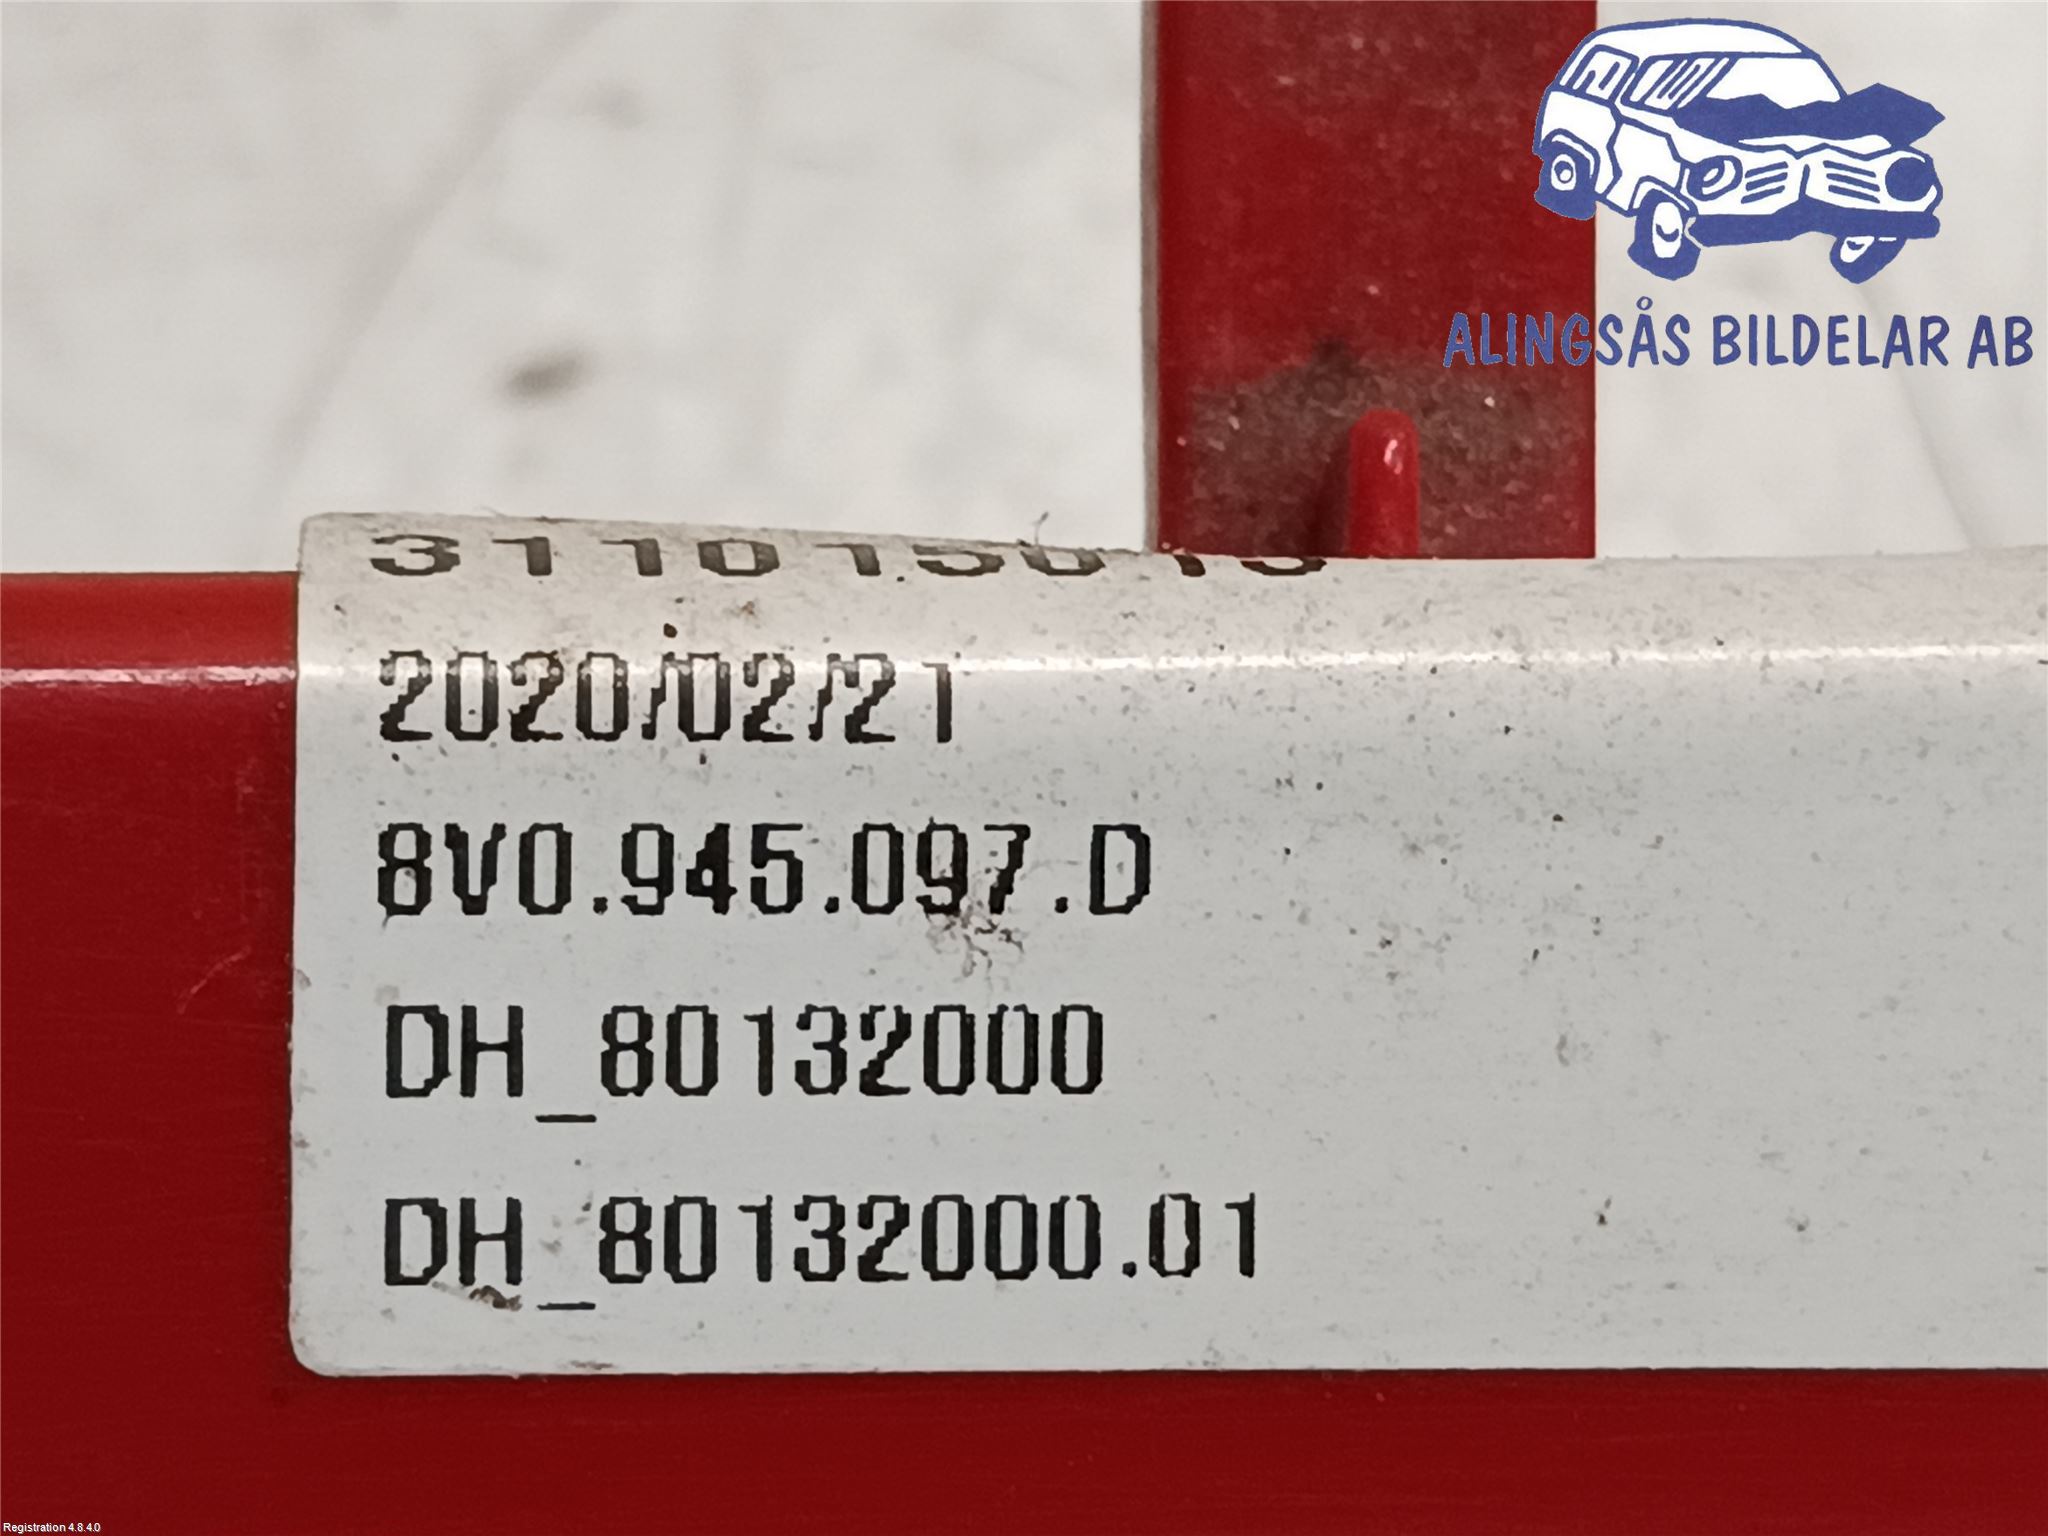 ALINGSÅS BILDELAR AB
2020/02/21
8V0.945.097.D
DH_80132000
DH_80132000.01
Registration 4.8.4.0